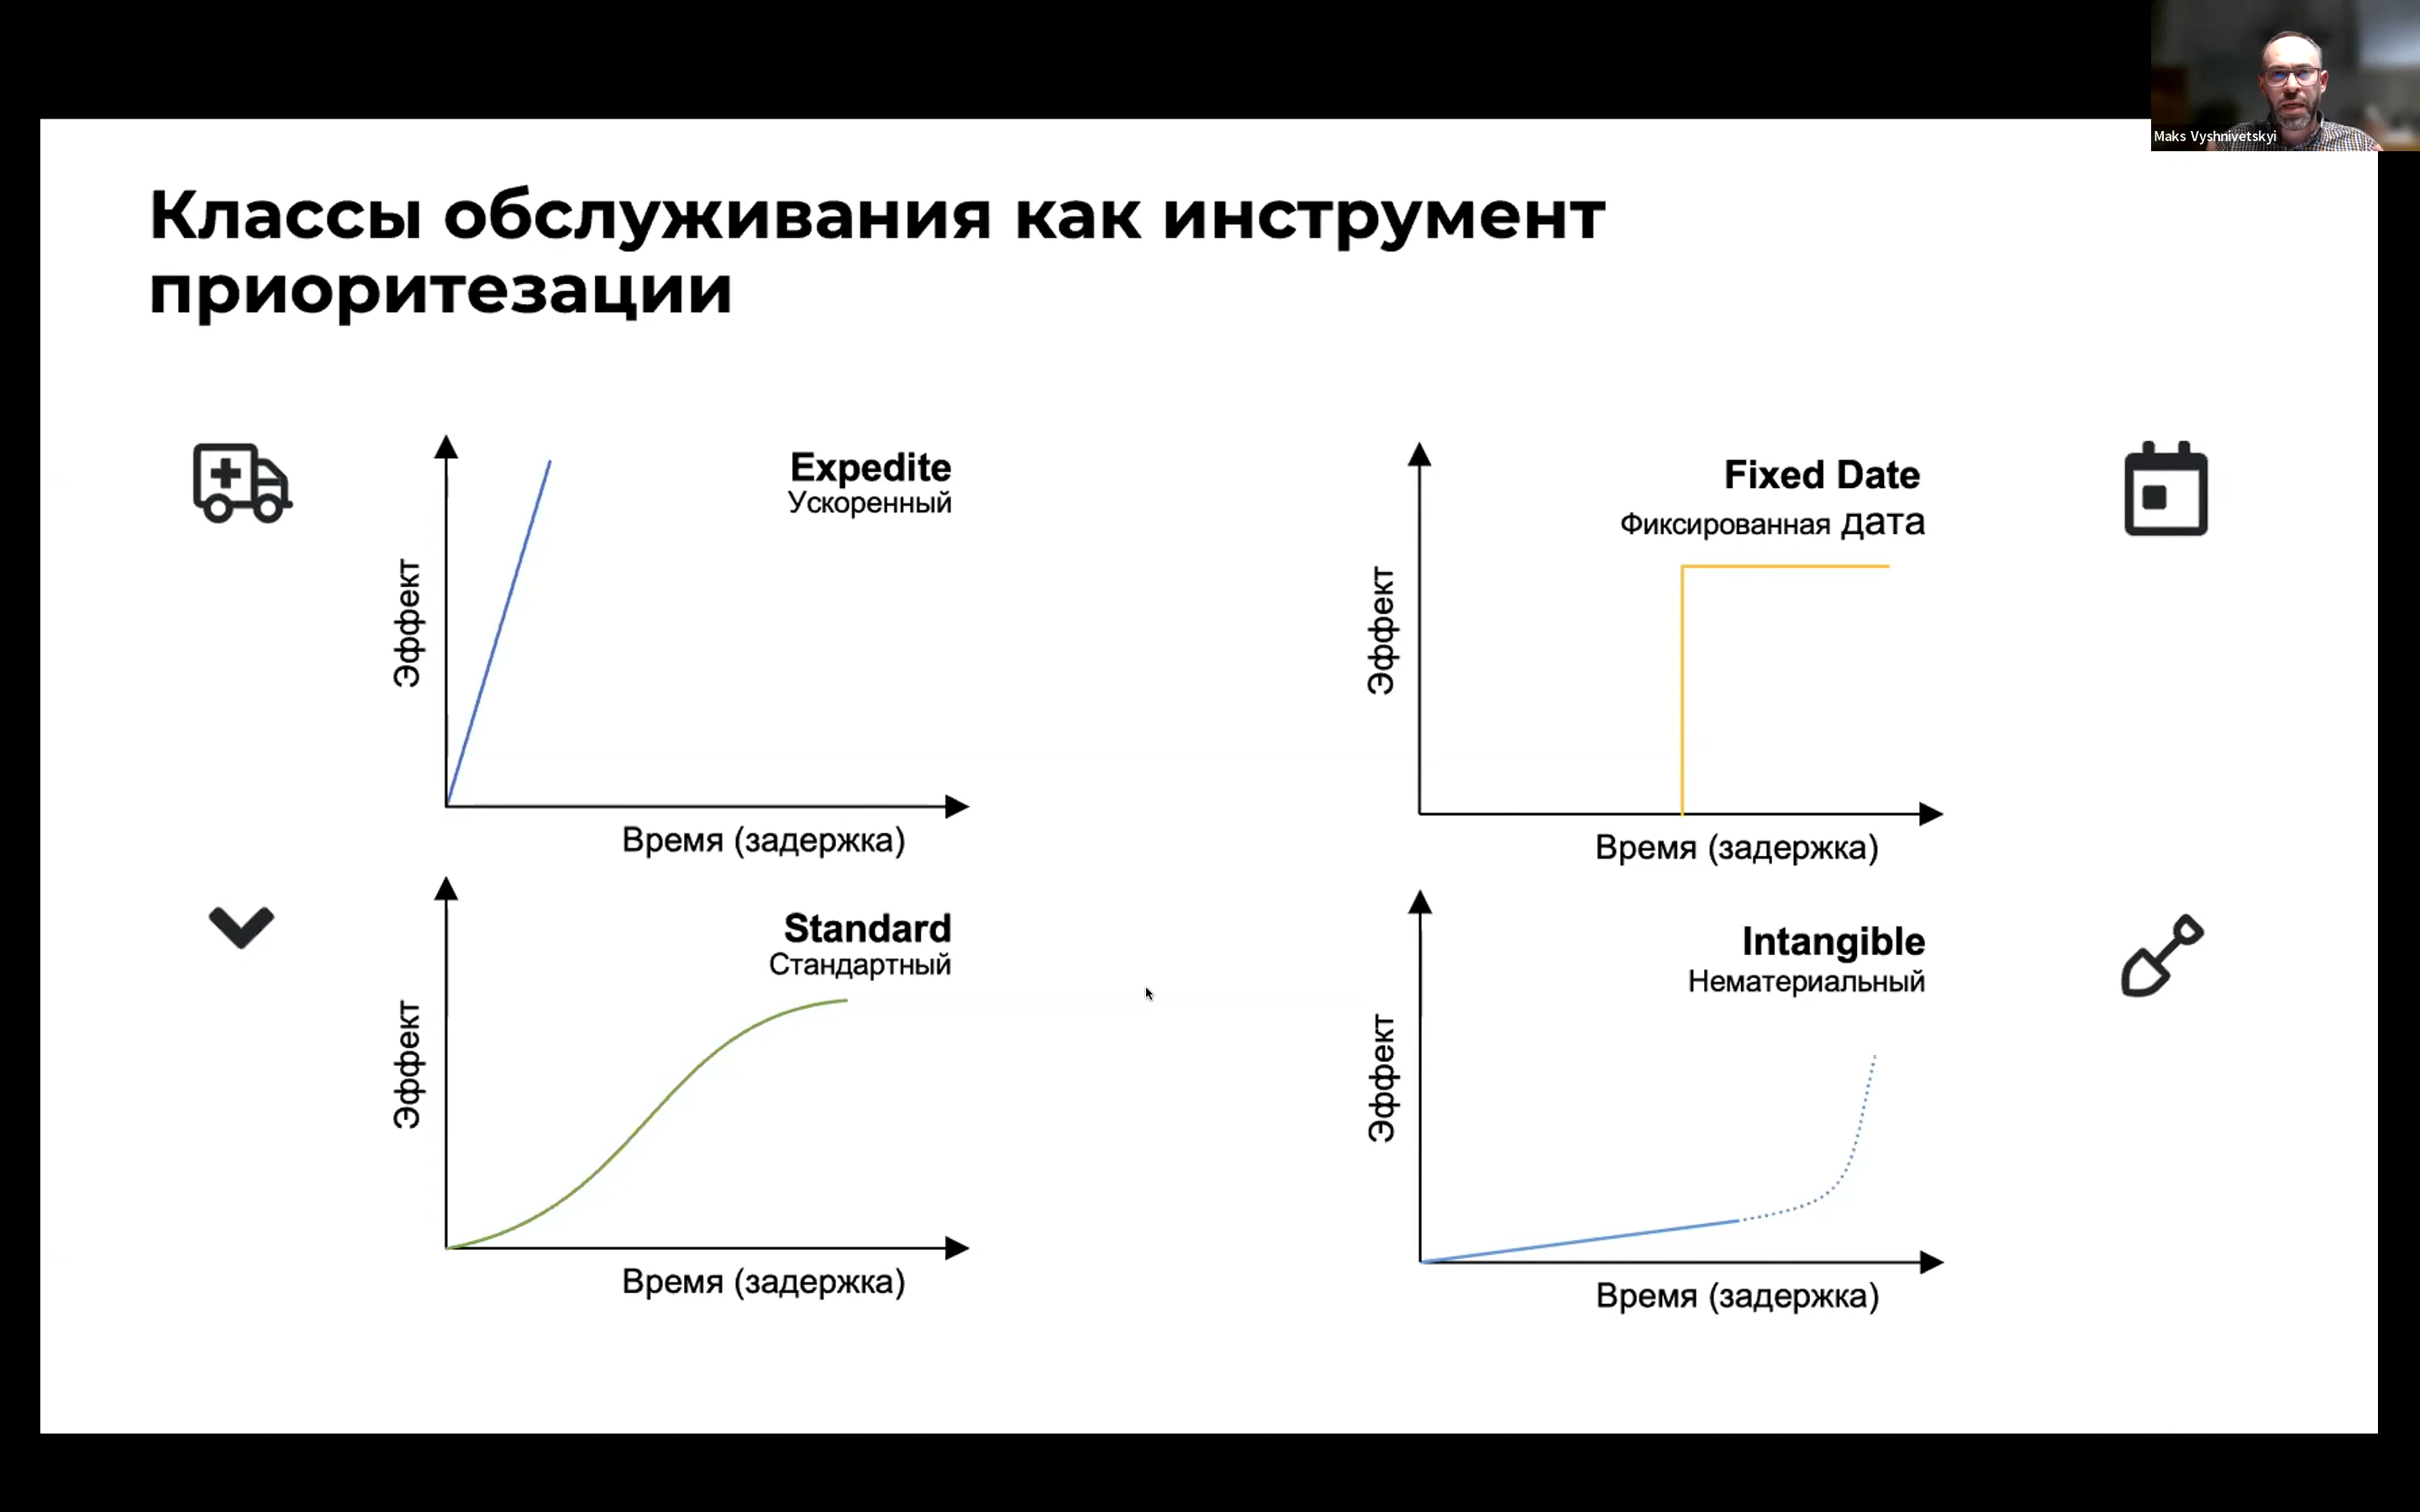 Maks Vyshnivetskyi
Классы обслуживания как инструмент
приоритезации
Expedite
Ускоренный
Эффект
Время (задержка)
Fixed Date
Фиксированная дата
Эффект
Время (задержка)
Standard
Стандартный
Эффект
Время (задержка)
Intangible
Нематериальный
Эффект
Время (задержка)